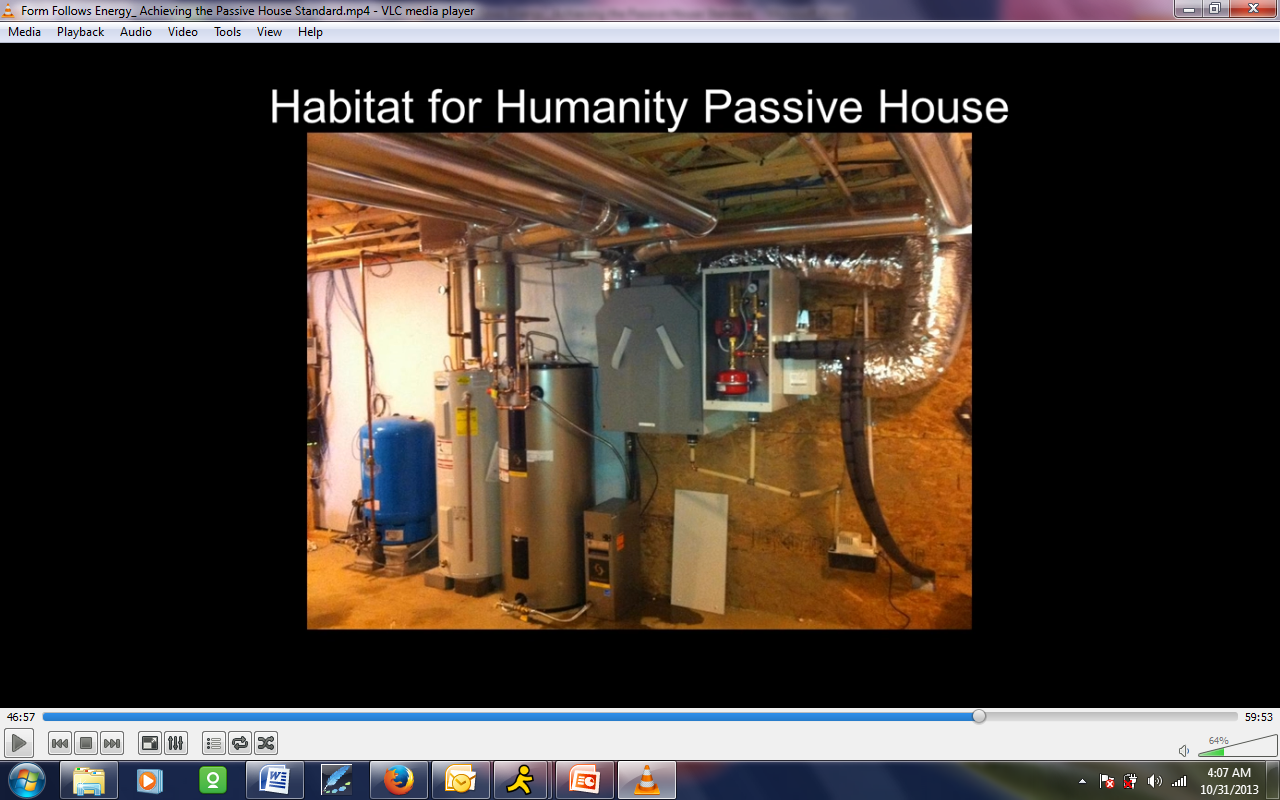 Form Follows Energy_ Achieving the Passive House Standard.mp4 - VLC media player
Media Playback Audio Video Tools View Help
Habitat for Humanity Passive House
46:57
59:53
64%
4:07 AM
10/31/2013